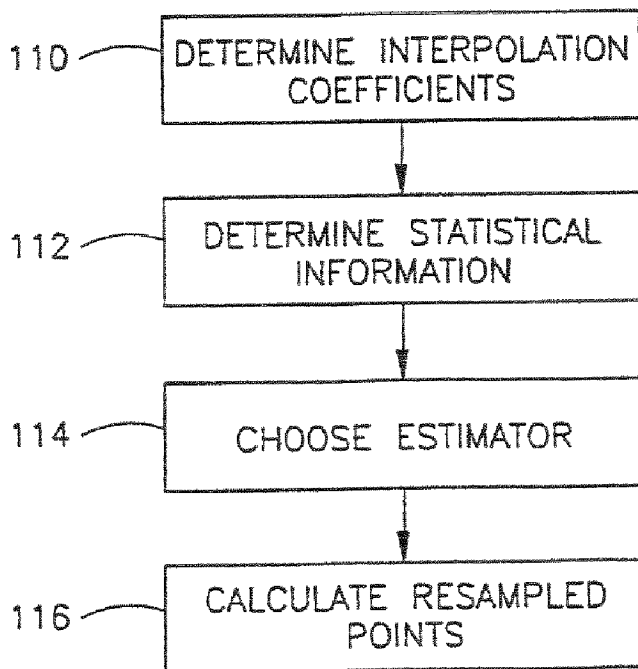 110
DETERMINE INTERPOLATION
COEFFICIENTS
112
DETERMINE STATISTICAL
INFORMATION
114
CHOOSE ESTIMATOR
116
CALCULATE RESAMPLED
POINTS